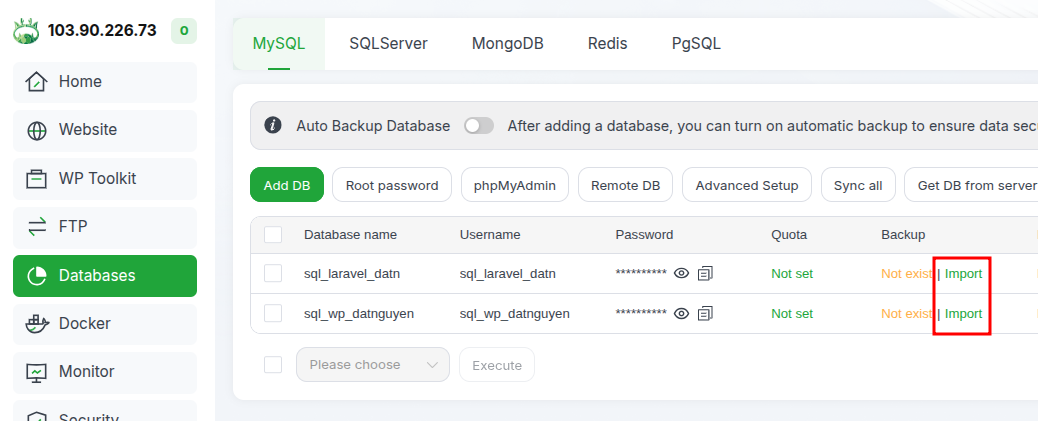 103.90.226.73 0
Home
Website
WP Toolkit
FTP
Databases
Docker
Monitor
Security
MySQL SQLServer MongoDB Redis PgSQL
Auto Backup Database After adding a database, you can turn on automatic backup to ensure data
Add DB Root password phpMyAdmin Remote DB Advanced Setup Sync all Get DB from server
Database name Username Password Quota Backup
sql_laravel_datn sql_laravel_datn ********** Not set Not exist | Import
sql_wp_datnguyen sql_wp_datnguyen ********** Not set Not exist | Import
Please choose Execute